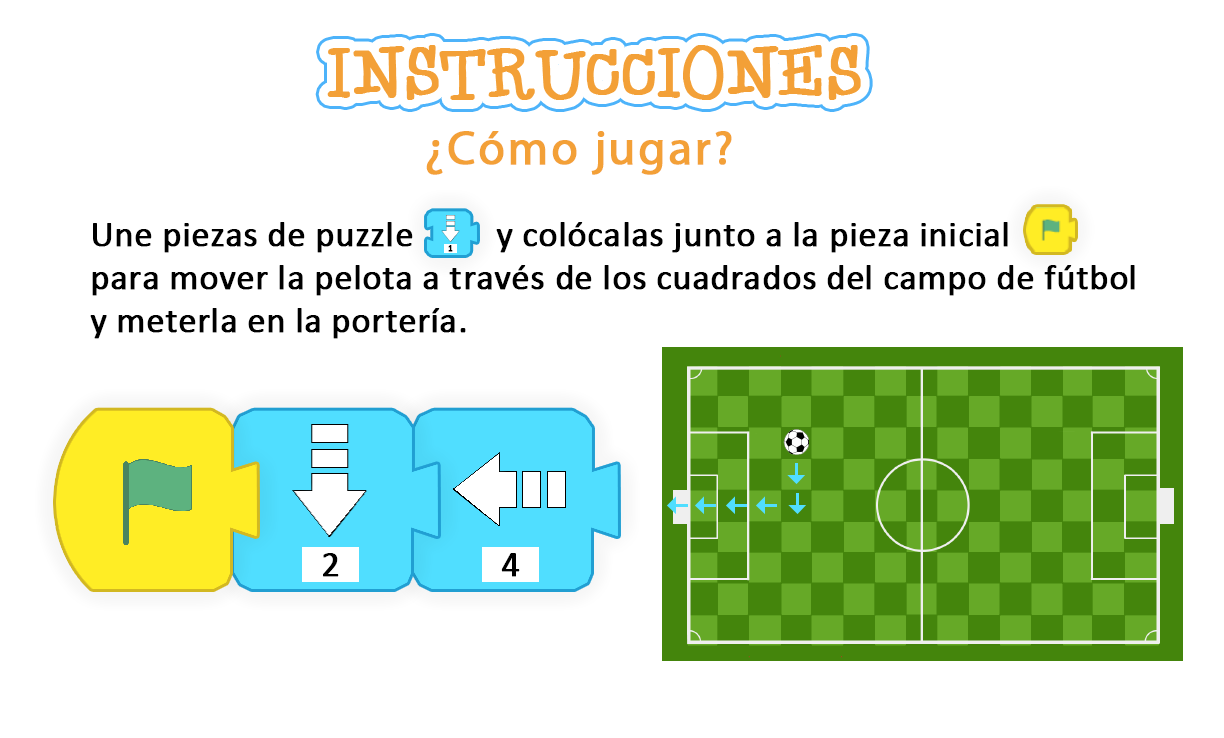 INSTRUCCIONES
¿Cómo jugar?
Une piezas de puzzle 1 y colócalas junto a la pieza inicial
para mover la pelota a través de los cuadrados del campo de fútbol
y meterla en la portería.
2 4